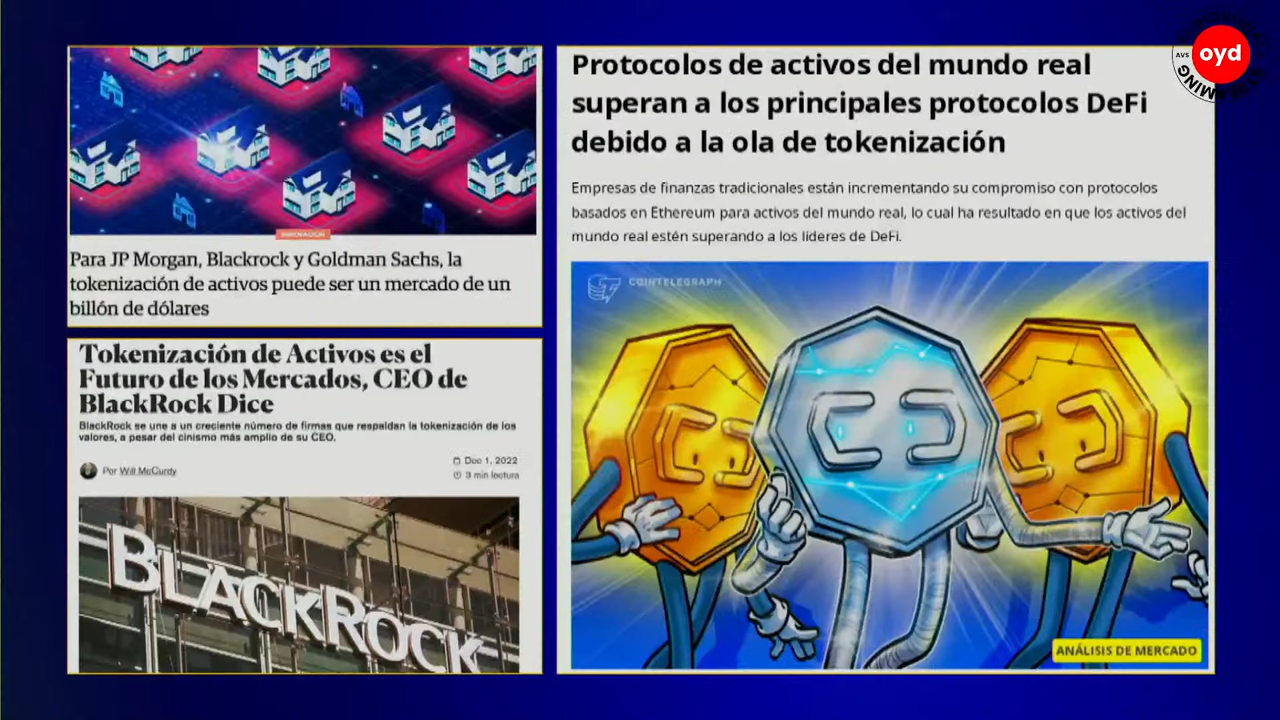 INNOVACIÓN
Para JP Morgan, Blackrock y Goldman Sachs, la
tokenización de activos puede ser un mercado de un
billón de dólares
Tokenización de Activos es el
Futuro de los Mercados, CEO de
BlackRock Dice
BlackRock se une a un creciente número de firmas que respaldan la tokenización de los
valores, a pesar del cinismo más amplio de su CEO.
Por Will McCurdy
Dec 1, 2022
3 min lectura
BLACKROCK
Protocolos de activos del mundo real
superan a los principales protocolos DeFi
debido a la ola de tokenización
Empresas de finanzas tradicionales están incrementando su compromiso con protocolos
basados en Ethereum para activos del mundo real, lo cual ha resultado en que los activos del
mundo real estén superando a los líderes de DeFi.
COINTELEGRAPH
ANÁLISIS DE MERCADO
AVS
oyd